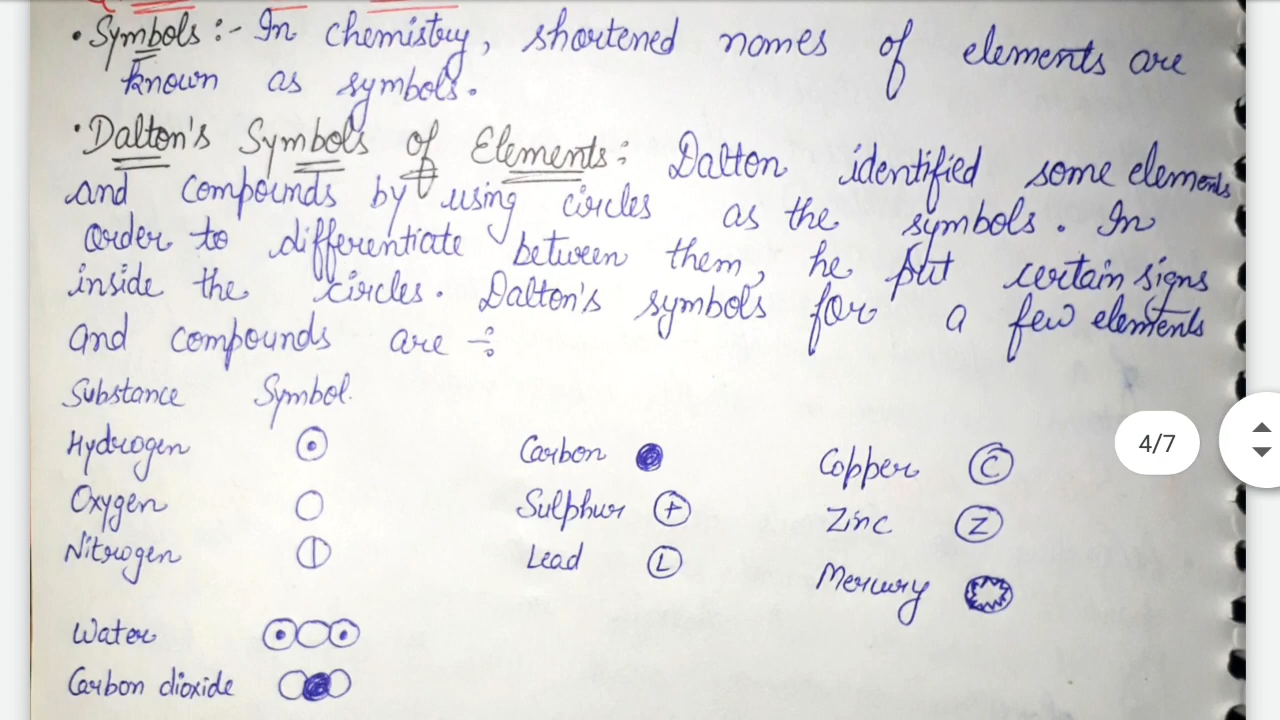 • Symbols :- In chemistry, shortened names of elements are
known as symbols.
• Dalton's Symbols of Elements: Dalton identified some elements
and compounds by using circles as the symbols. In
order to differentiate between them, he put certain signs
inside the circles. Dalton's symbols for a few elements
and compounds are ÷
Substance Symbol.
Hydrogen Carbon Copper C
Oxygen Sulphur + Zinc Z
Nitrogen Lead L Mercury
4/7
Water
Carbon dioxide